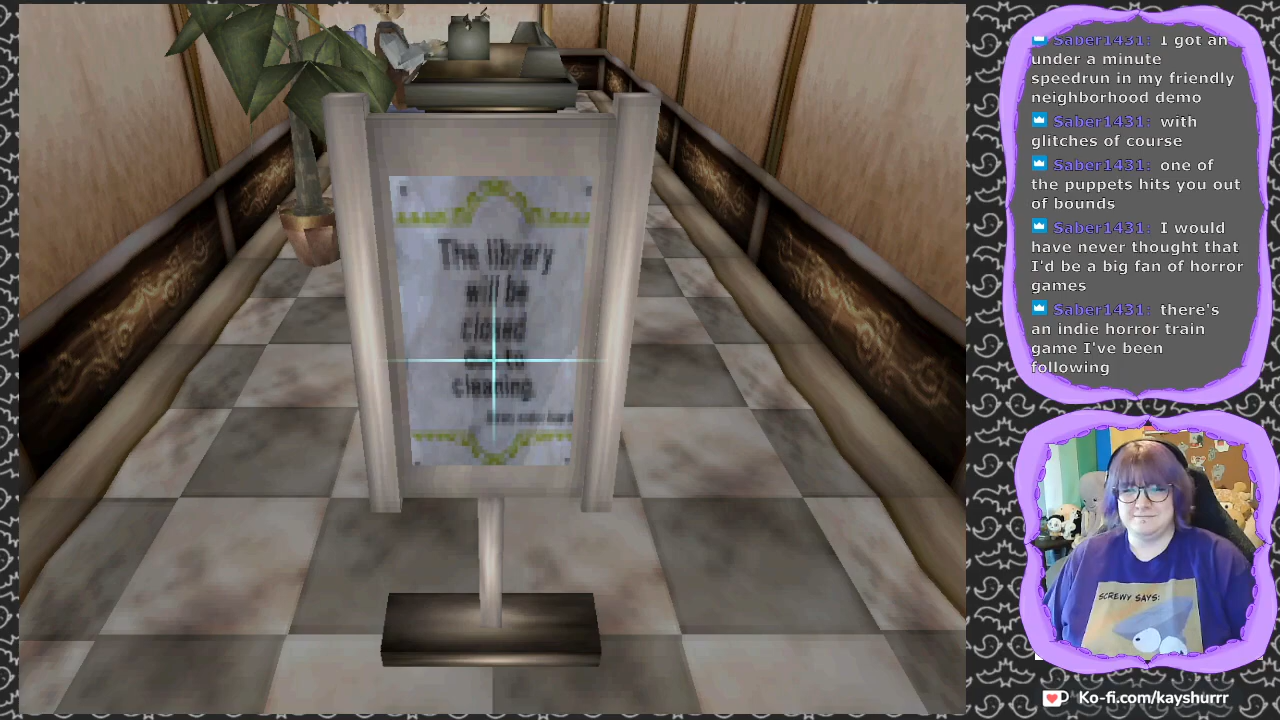 The library
will be
closed
due to
cleaning.
Saber1431: I got an
under a minute
speedrun in my friendly
neighborhood demo
Saber1431: with
glitches of course
Saber1431: one of
the puppets hits you out
of bounds
Saber1431: I would
have never thought that
I'd be a big fan of horror
games
Saber1431: there's
an indie horror train
game I've been
following
SCREWY SAYS:
Ko-fi.com/kayshurrr